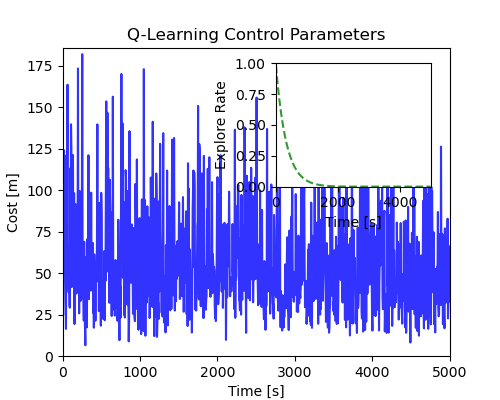 Q-Learning Control Parameters
Cost [m]
175
150
125
100
75
50
25
0
0 1000 2000 3000 4000 5000
Time [s]
Explore Rate
1.00
0.75
0.50
0.25
0.00
0 2000 4000
Time [s]